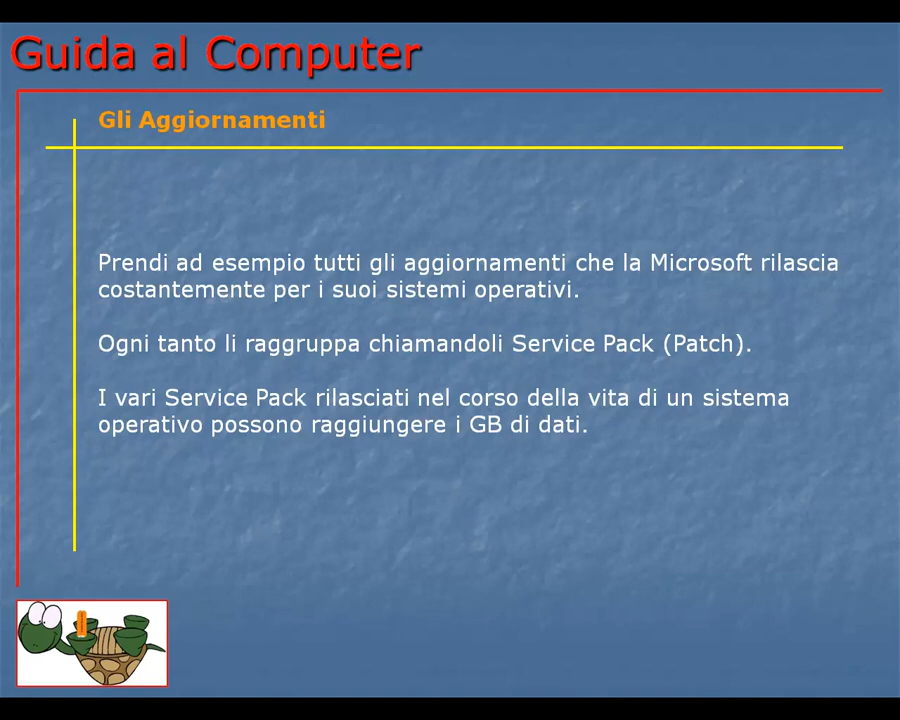 Guida al Computer
Gli Aggiornamenti
Prendi ad esempio tutti gli aggiornamenti che la Microsoft rilascia
costantemente per i suoi sistemi operativi.
Ogni tanto li raggruppa chiamandoli Service Pack (Patch).
I vari Service Pack rilasciati nel corso della vita di un sistema
operativo possono raggiungere i GB di dati.